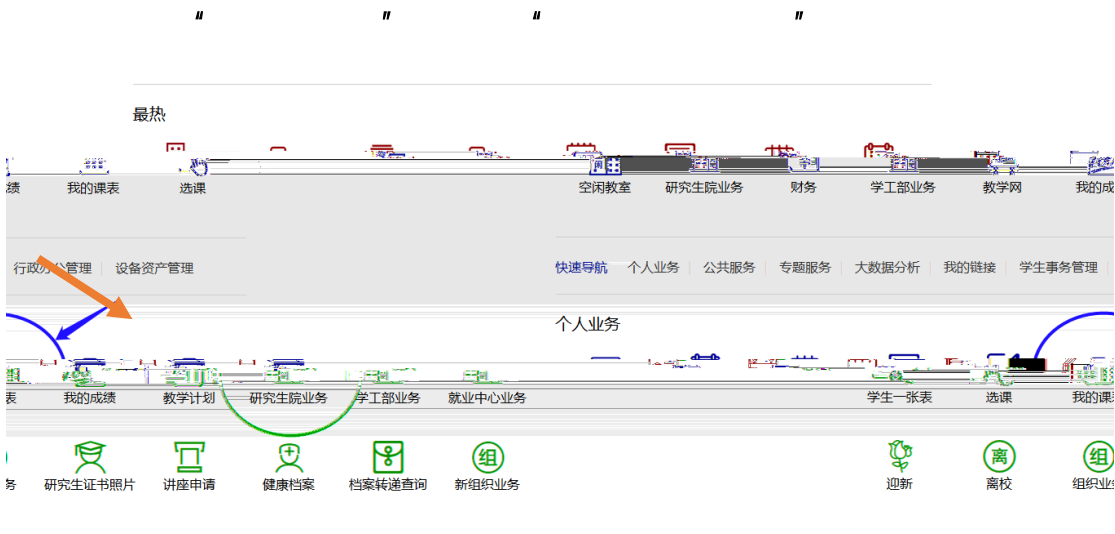 “ ” “ ”
最热
绩 我的课表 选课 空闲教室 研究生院业务 财务 学工部业务 教学网 我的成
行政办公管理 设备资产管理 快速导航 个人业务 公共服务 专题服务 大数据分析 我的链接 学生事务管理
个人业务
表 我的成绩 教学计划 研究生院业务 学工部业务 就业中心业务 学生一张表 选课 我的课
组 离 组
务 研究生证书照片 讲座申请 健康档案 档案转递查询 新组织业务 迎新 离校 组织业务